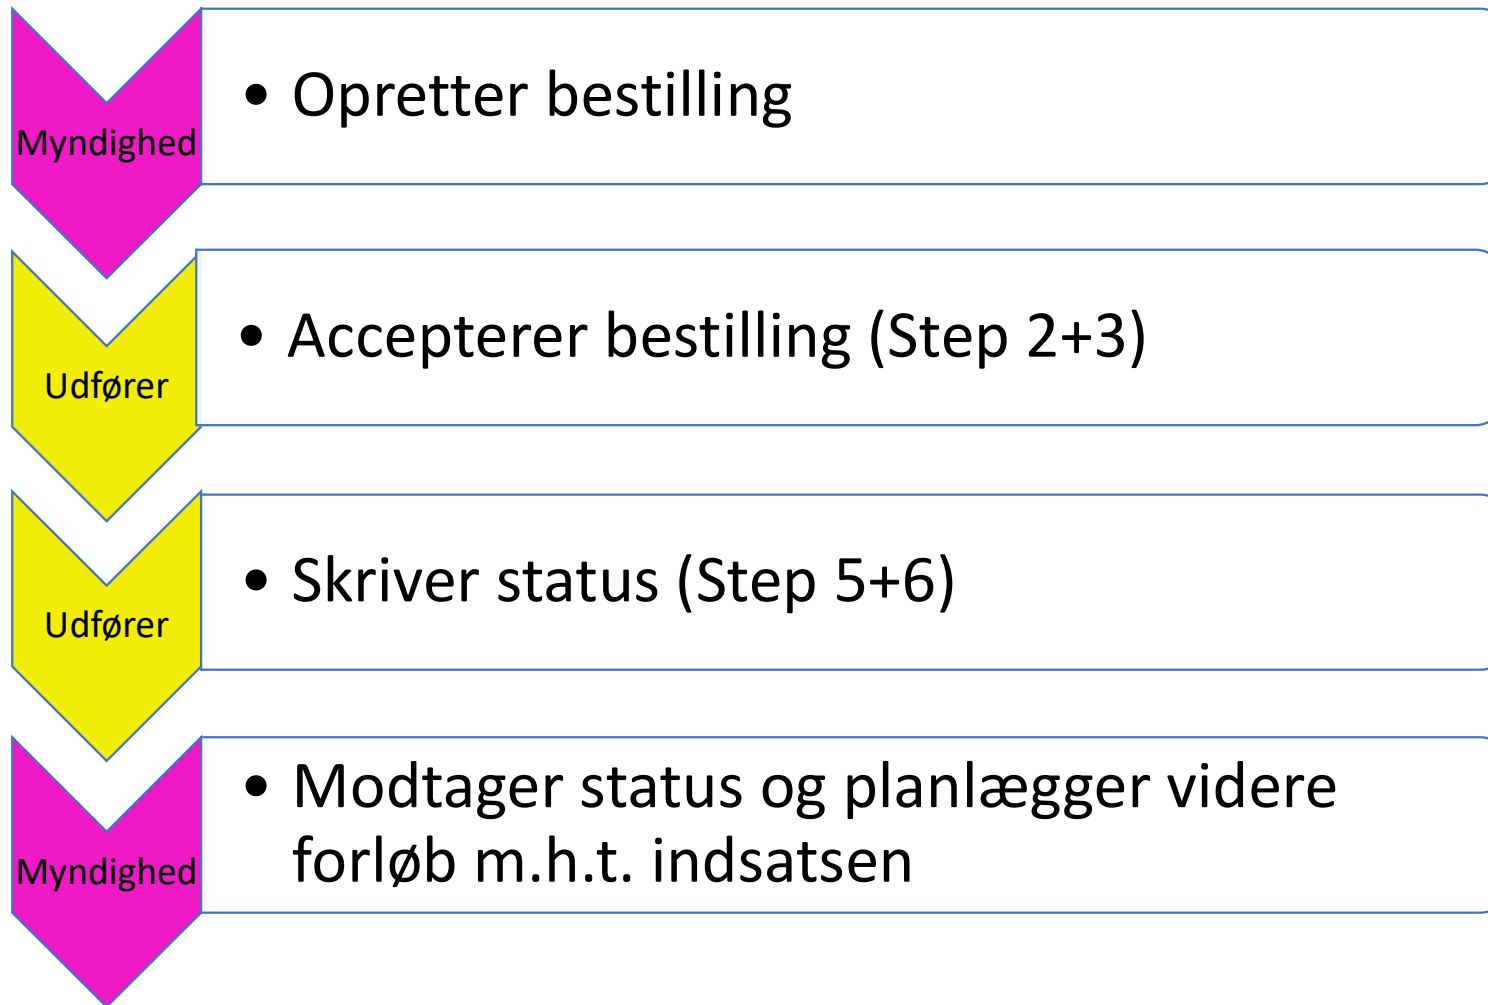 Myndighed
• Opretter bestilling
Udfører
• Accepterer bestilling (Step 2+3)
Udfører
• Skriver status (Step 5+6)
Myndighed
• Modtager status og planlægger videre
forløb m.h.t. indsatsen